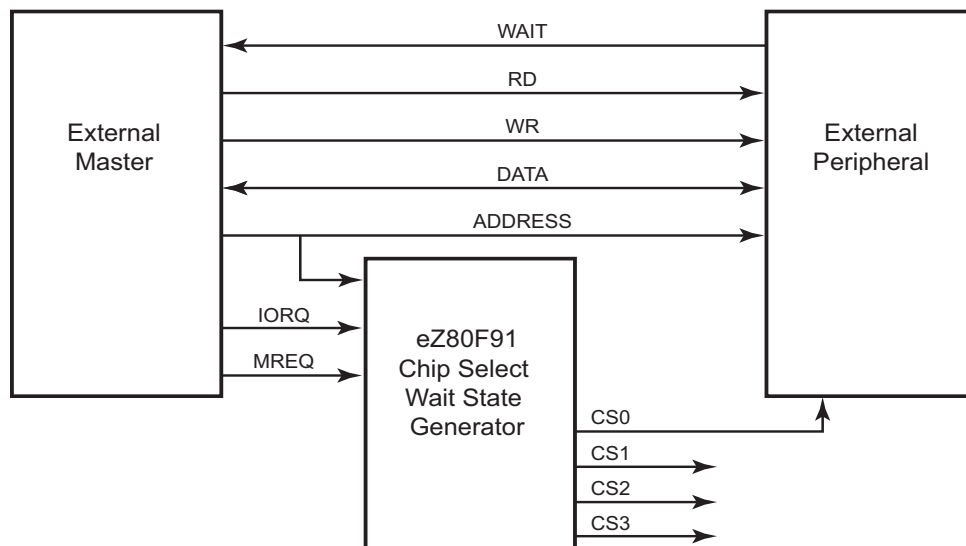 WAIT
RD
WR
DATA
ADDRESS
External
Master
External
Peripheral
IORQ
MREQ
eZ80F91
Chip Select
Wait State
Generator
CS0
CS1
CS2
CS3